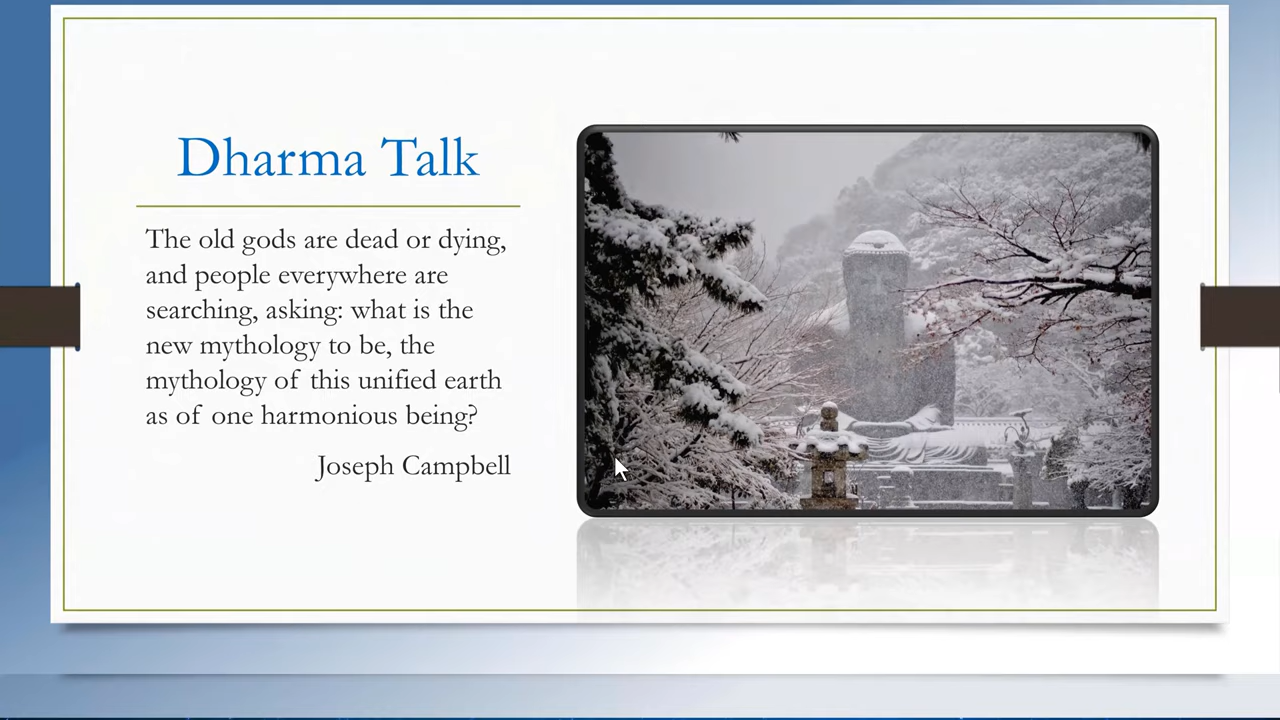 Dharma Talk
The old gods are dead or dying,
and people everywhere are
searching, asking: what is the
new mythology to be, the
mythology of this unified earth
as of one harmonious being?
Joseph Campbell